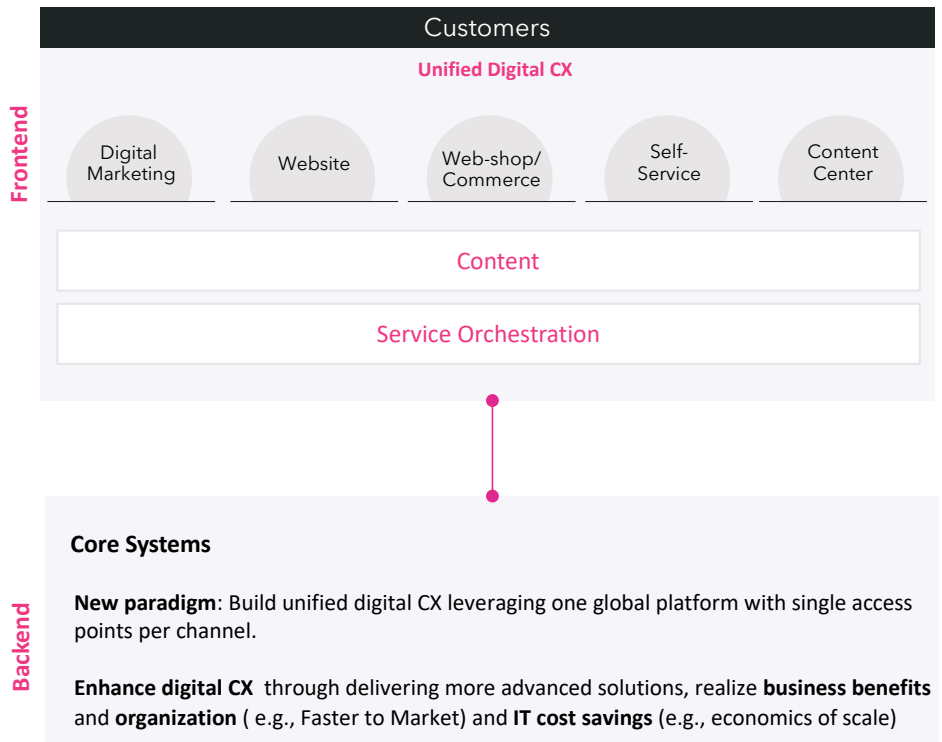 Customers
Unified Digital CX
Frontend
Digital
Marketing
Website
Web-shop/
Commerce
Self-
Service
Content
Center
Content
Service Orchestration
Backend
Core Systems
New paradigm: Build unified digital CX leveraging one global platform with single access
points per channel.
Enhance digital CX through delivering more advanced solutions, realize business benefits
and organization ( e.g., Faster to Market) and IT cost savings (e.g., economics of scale)